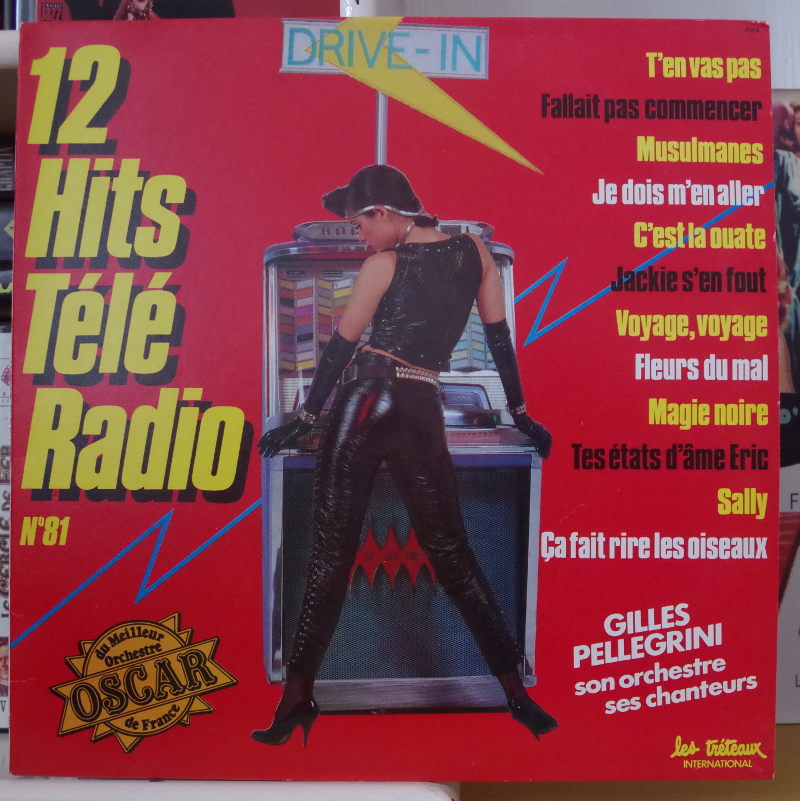 DRIVE-IN
12
Hits
Télé
Radio
N°81
T'en vas pas
Fallait pas commencer
Musulmanes
Je dois m'en aller
C'est la ouate
Jackie s'en fout
Voyage, voyage
Fleurs du mal
Magie noire
Tes états d'âme Eric
Sally
Ça fait rire les oiseaux
GILLES
PELLEGRINI
son orchestre
ses chanteurs
du Meilleur
Orchestre
OSCAR
de France
les tréteaux
INTERNATIONAL